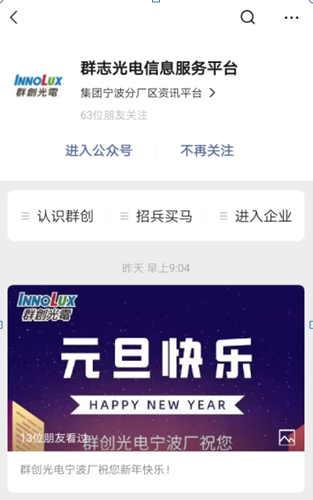 INNOLUX
群創光電
群志光电信息服务平台
集团宁波分厂区资讯平台
63位朋友关注
进入公众号
不再关注
认识群创
招兵买马
进入企业
昨天 早上9:04
INNOLUX
群創光電
元旦快乐
HAPPY NEW YEAR
群創光电宁波厂祝您
13位朋友看过
群创光电宁波厂祝您新年快乐！